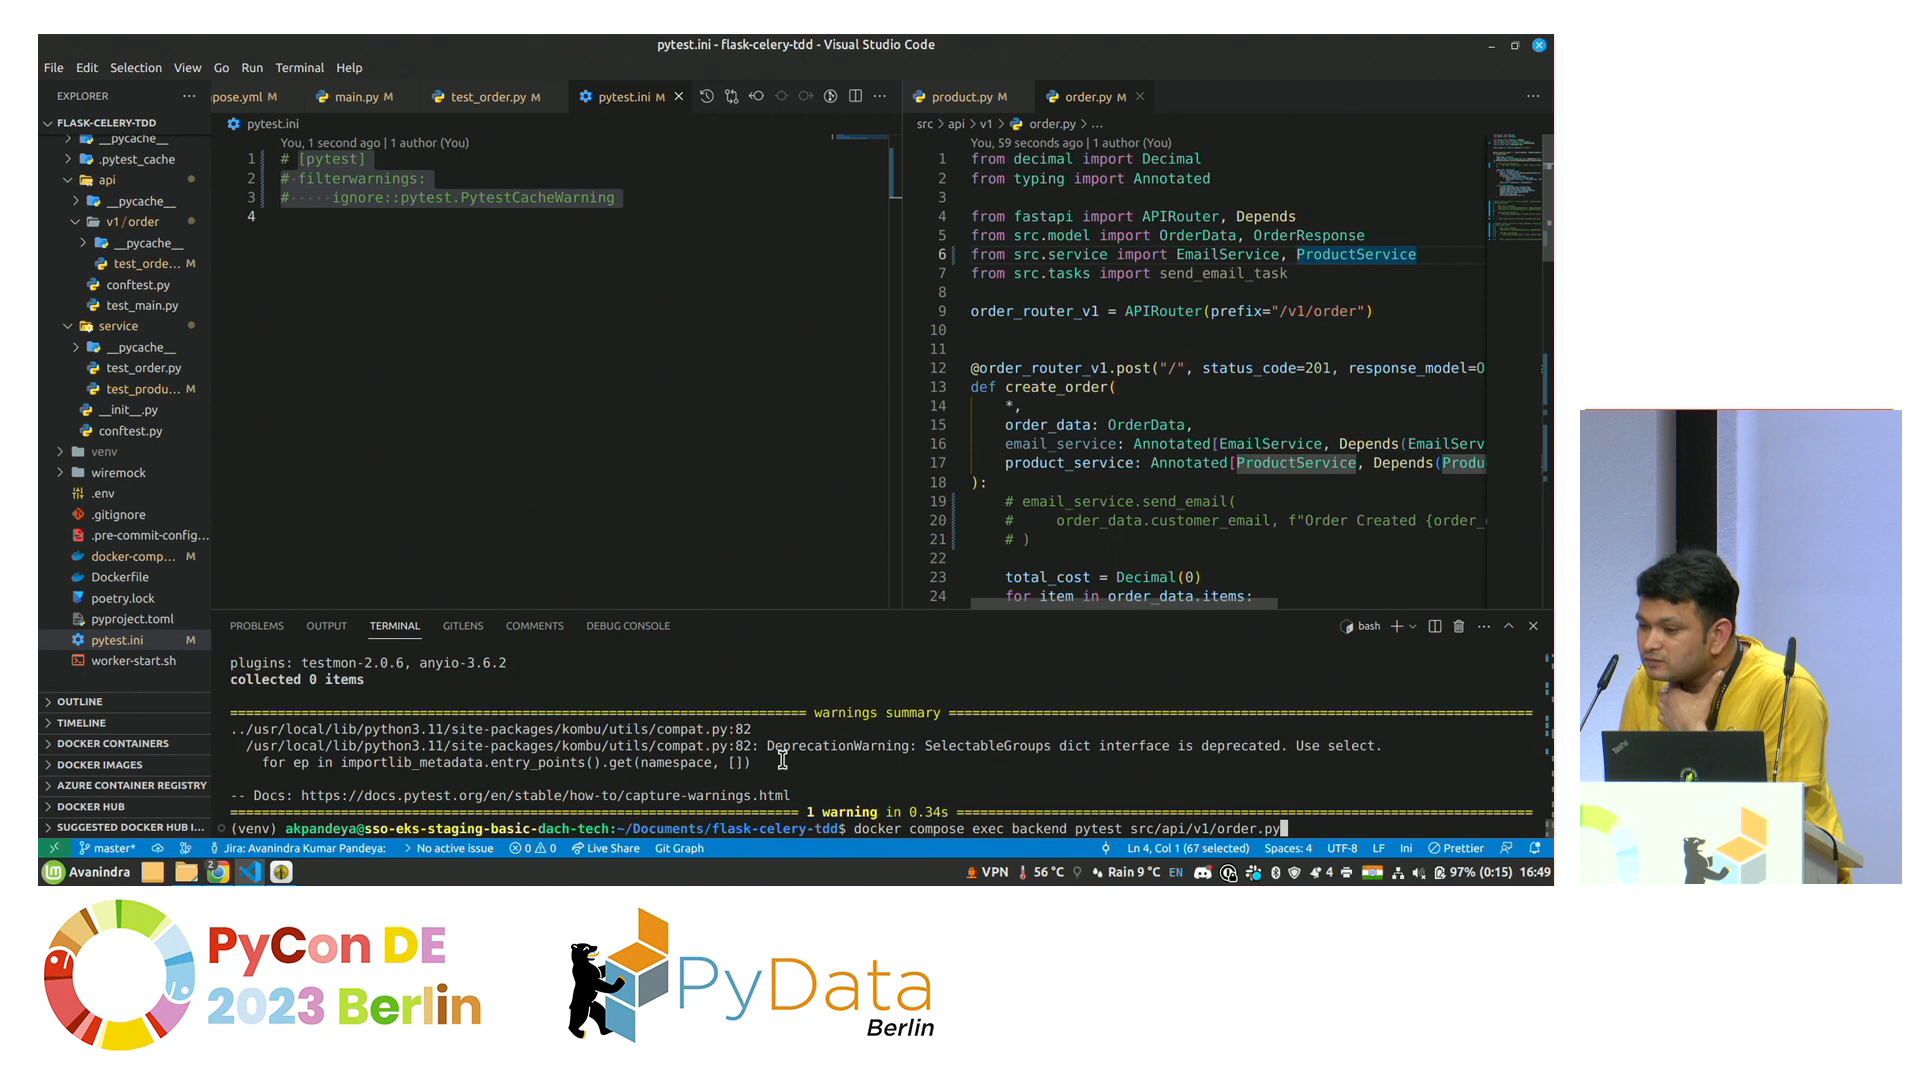 pytest.ini - flask-celery-tdd - Visual Studio Code
File Edit Selection View Go Run Terminal Help
EXPLORER
FLASK-CELERY-TDD
__pycache__
.pytest_cache
api
__pycache__
v1 / order
__pycache__
test_orde... M
conftest.py
test_main.py
service
__pycache__
test_order.py
test_produ... M
__init__.py
conftest.py
venv
wiremock
.env
.gitignore
.pre-commit-config...
docker-comp... M
Dockerfile
poetry.lock
pyproject.toml
pytest.ini M
worker-start.sh
OUTLINE
TIMELINE
DOCKER CONTAINERS
DOCKER IMAGES
AZURE CONTAINER REGISTRY
DOCKER HUB
SUGGESTED DOCKER HUB I...
pose.yml M main.py M test_order.py M pytest.ini M
pytest.ini
You, 1 second ago | 1 author (You)
1 # [pytest]
2 # filterwarnings:
3 # ····· ignore::pytest.PytestCacheWarning
4
product.py M order.py M
src > api > v1 > order.py > ...
You, 59 seconds ago | 1 author (You)
1 from decimal import Decimal
2 from typing import Annotated
3
4 from fastapi import APIRouter, Depends
5 from src.model import OrderData, OrderResponse
6 from src.service import EmailService, ProductService
7 from src.tasks import send_email_task
8
9 order_router_v1 = APIRouter(prefix="/v1/order")
10
11
12 @order_router_v1.post("/", status_code=201, response_model=O
13 def create_order(
14 *,
15 order_data: OrderData,
16 email_service: Annotated[EmailService, Depends(EmailServ
17 product_service: Annotated[ProductService, Depends(Produ
18 ):
19 # email_service.send_email(
20 # order_data.customer_email, f"Order Created {order_
21 # )
22
23 total_cost = Decimal(0)
24 for item in order_data.items:
PROBLEMS OUTPUT TERMINAL GITLENS COMMENTS DEBUG CONSOLE
bash
plugins: testmon-2.0.6, anyio-3.6.2
collected 0 items
warnings summary
../usr/local/lib/python3.11/site-packages/kombu/utils/compat.py:82
/usr/local/lib/python3.11/site-packages/kombu/utils/compat.py:82: DeprecationWarning: SelectableGroups dict interface is deprecated. Use select.
for ep in importlib_metadata.entry_points().get(namespace, [])
-- Docs: https://docs.pytest.org/en/stable/how-to/capture-warnings.html
1 warning in 0.34s
(venv) akpandeya@sso-eks-staging-basic-dach-tech:~/Documents/flask-celery-tdd$ docker compose exec backend pytest src/api/v1/order.py
master* Jira: Avanindra Kumar Pandeya: No active issue 0 0 Live Share Git Graph Ln 4, Col 1 (67 selected) Spaces: 4 UTF-8 LF Ini Prettier
Avanindra 2 VPN 56 °C Rain 9 °C EN 4 97% (0:15) 16:49
PyCon DE
2023 Berlin
PyData
Berlin